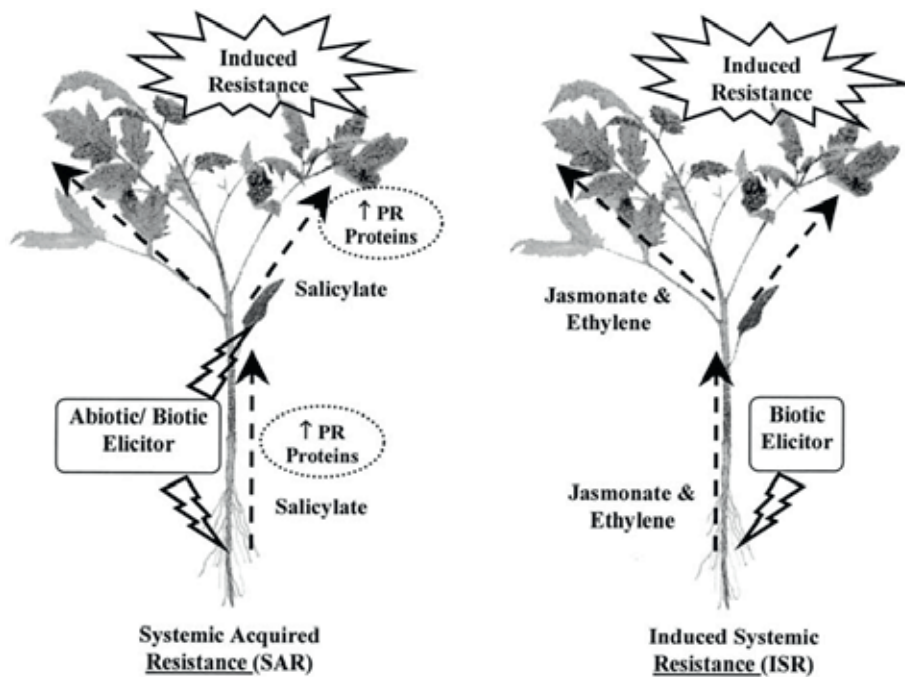 Induced
Resistance
↑ PR
Proteins
Salicylate
Abiotic/ Biotic
Elicitor
↑ PR
Proteins
Salicylate
Systemic Acquired
Resistance (SAR)
Induced
Resistance
Jasmonate &
Ethylene
Biotic
Elicitor
Jasmonate &
Ethylene
Induced Systemic
Resistance (ISR)